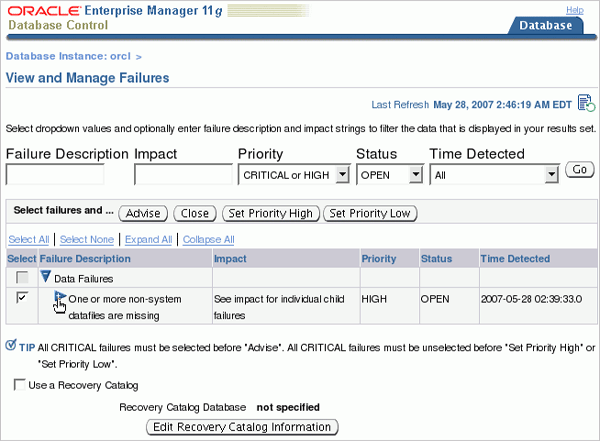 ORACLE Enterprise Manager 11g
Database Control
Help
Database
Database Instance: orcl >
View and Manage Failures
Last Refresh May 28, 2007 2:46:19 AM EDT
Select dropdown values and optionally enter failure description and impact strings to filter the data that is displayed in your results set.
Failure Description Impact Priority Status Time Detected
CRITICAL or HIGH OPEN All Go
Select failures and ... Advise Close Set Priority High Set Priority Low
Select All | Select None | Expand All | Collapse All
Select Failure Description Impact Priority Status Time Detected
Data Failures
One or more non-system See impact for individual child HIGH OPEN 2007-05-28 02:39:33.0
datafiles are missing failures
TIP All CRITICAL failures must be selected before "Advise". All CRITICAL failures must be unselected before "Set Priority High" or
"Set Priority Low".
Use a Recovery Catalog
Recovery Catalog Database not specified
Edit Recovery Catalog Information